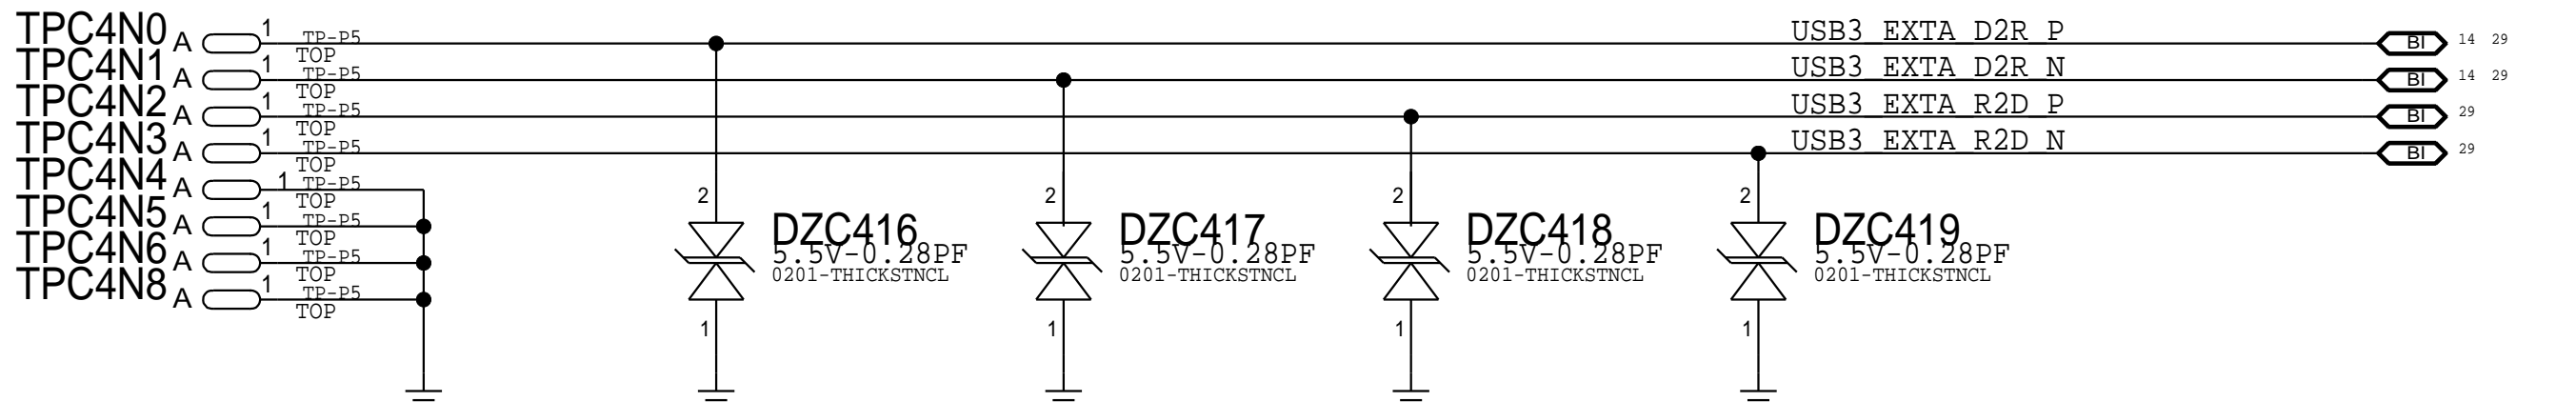 TPC4N0 A 1 TP-P5 USB3_EXTA_D2R_P BI 14 29
TOP
TPC4N1 A 1 TP-P5 USB3_EXTA_D2R_N BI 14 29
TOP
TPC4N2 A 1 TP-P5 USB3_EXTA_R2D_P BI 29
TOP
TPC4N3 A 1 TP-P5 USB3_EXTA_R2D_N BI 29
TOP
TPC4N4 A 1 TP-P5
TOP
TPC4N5 A 1 TP-P5
TOP
TPC4N6 A 1 TP-P5
TOP
TPC4N8 A 1 TP-P5
TOP
2
DZC416
5.5V-0.28PF
0201-THICKSTNCL
1
2
DZC417
5.5V-0.28PF
0201-THICKSTNCL
1
2
DZC418
5.5V-0.28PF
0201-THICKSTNCL
1
2
DZC419
5.5V-0.28PF
0201-THICKSTNCL
1